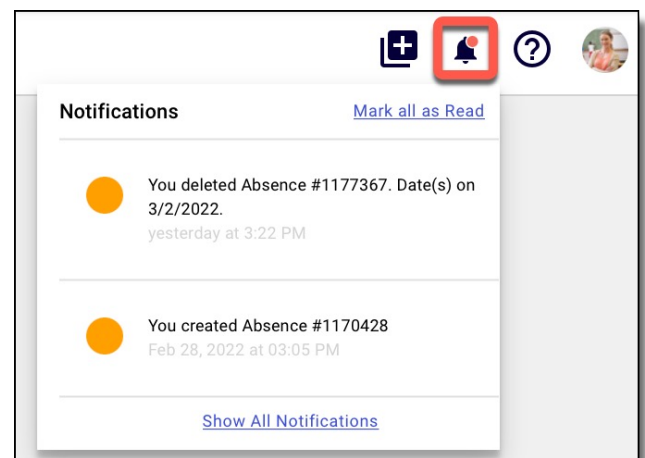 Notifications Mark all as Read
You deleted Absence #1177367. Date(s) on
3/2/2022.
yesterday at 3:22 PM
You created Absence #1170428
Feb 28, 2022 at 03:05 PM
Show All Notifications